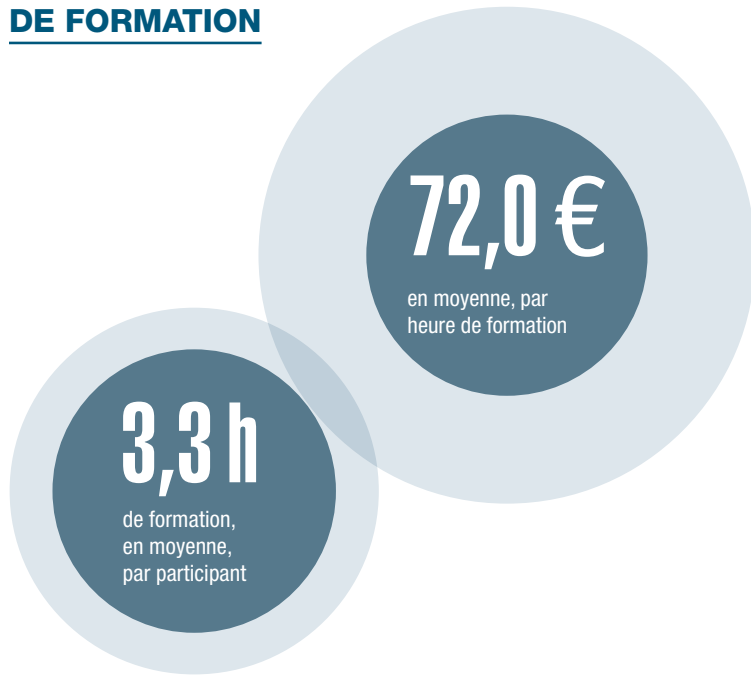 DE FORMATION
72,0 €
en moyenne, par
heure de formation
3,3 h
de formation,
en moyenne,
par participant